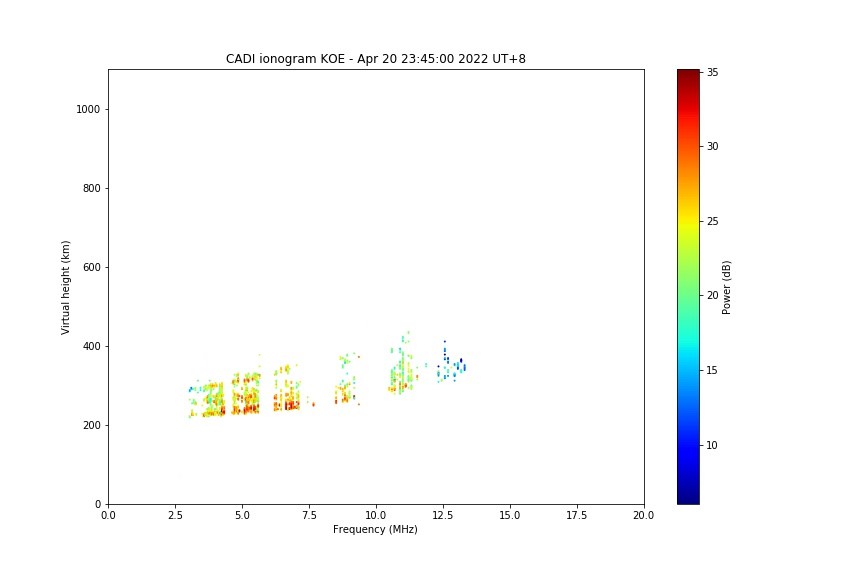 CADI ionogram KOE - Apr 20 23:45:00 2022 UT+8
Virtual height (km)
1000
800
600
400
200
0
0.0 2.5 5.0 7.5 10.0 12.5 15.0 17.5 20.0
Frequency (MHz)
35
30
25
20
15
10
Power (dB)